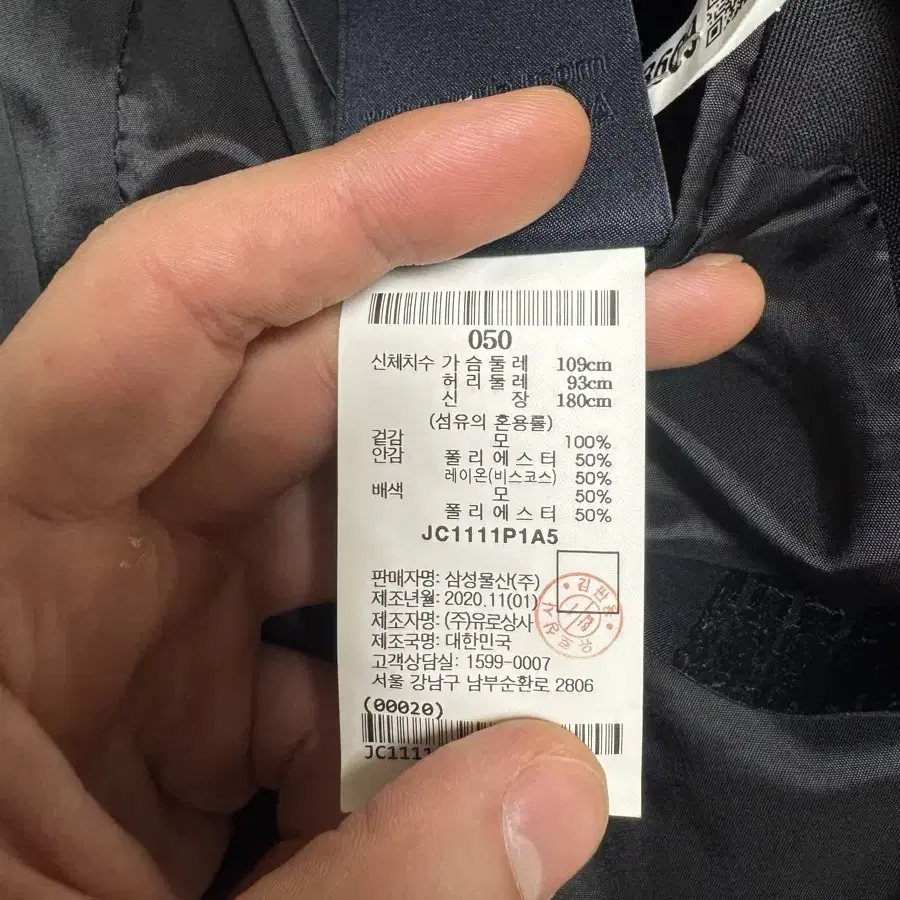 050
신체치수 가 슴 둘 레 109cm
허 리 둘 레 93cm
신 장 180cm
(섬유의 혼용률)
겉감 모 100%
안감 폴 리 에 스 터 50%
레이온(비스코스) 50%
배색 모 50%
폴 리 에 스 터 50%
JC1111P1A5
판매자명: 삼성물산(주)
제조년월: 2020.11(01)
제조자명: (주)유로상사
제조국명: 대한민국
고객상담실: 1599-0007
서울 강남구 남부순환로 2806
(00020)
JC1111